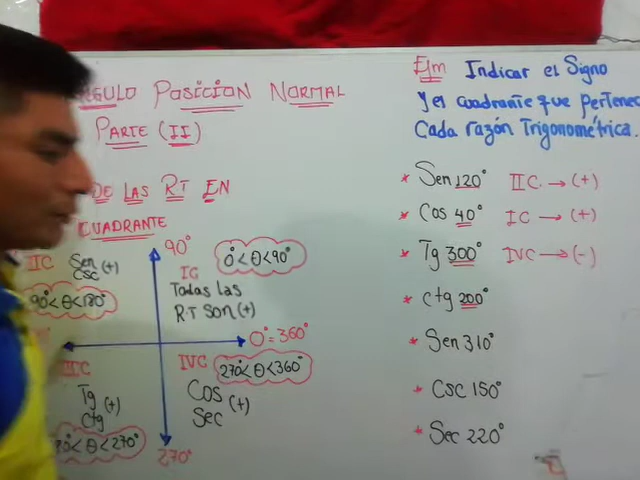 POSICION NORMAL
PARTE (II)
DE LAS RT EN
CUADRANTE
90°
IIC Sen (+)
Csc
90° < θ < 180°
IC 0° < θ < 90°
Todas las
R.T SON (+)
0° = 360°
IIIC
Tg (+)
Ctg
< θ < 270°
IVC 270° < θ < 360°
Cos (+)
Sec
270°
Ejm Indicar el Signo
y el cuadrante que
Cada razón Trigonométrica.
* Sen 120° IIC. → (+)
* Cos 40° IC → (+)
* Tg 300° IVC → (-)
* Ctg 200°
* Sen 310°
* Csc 150°
* Sec 220°